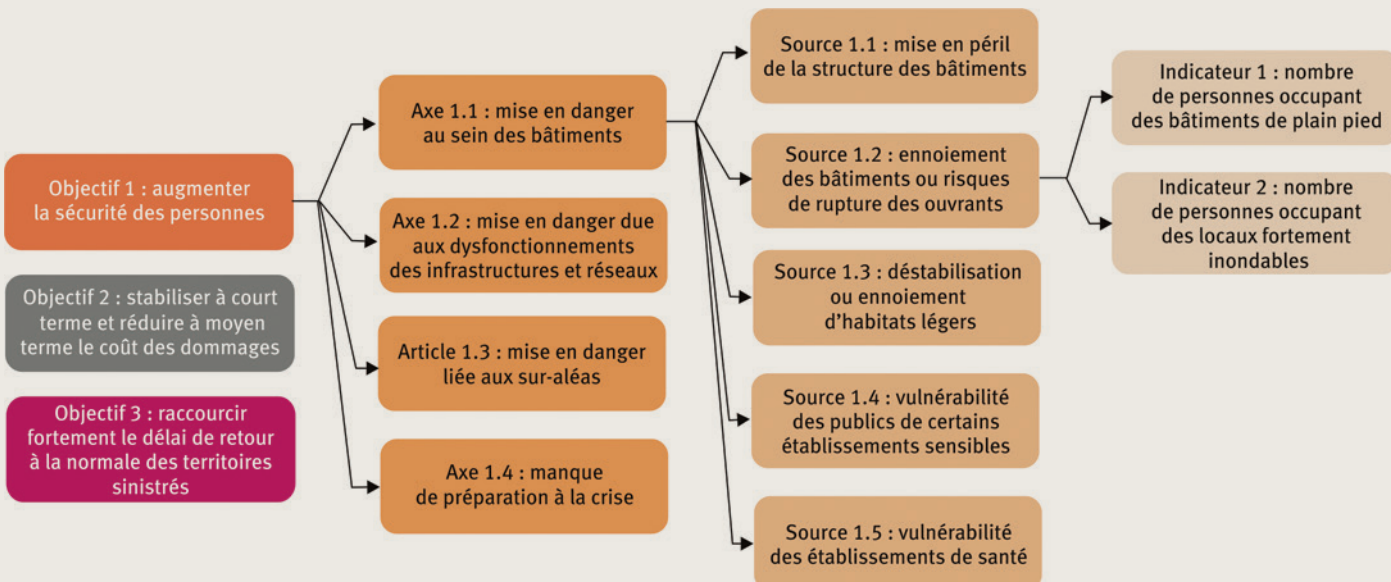 Objectif 1 : augmenter
la sécurité des personnes
Objectif 2 : stabiliser à court
terme et réduire à moyen
terme le coût des dommages
Objectif 3 : raccourcir
fortement le délai de retour
à la normale des territoires
sinistrés
Axe 1.1 : mise en danger
au sein des bâtiments
Axe 1.2 : mise en danger due
aux dysfonctionnements
des infrastructures et réseaux
Article 1.3 : mise en danger
liée aux sur-aléas
Axe 1.4 : manque
de préparation à la crise
Source 1.1 : mise en péril
de la structure des bâtiments
Source 1.2 : ennoiement
des bâtiments ou risques
de rupture des ouvrants
Source 1.3 : déstabilisation
ou ennoiement
d'habitats légers
Source 1.4 : vulnérabilité
des publics de certains
établissements sensibles
Source 1.5 : vulnérabilité
des établissements de santé
Indicateur 1 : nombre
de personnes occupant
des bâtiments de plain pied
Indicateur 2 : nombre
de personnes occupant
des locaux fortement
inondables